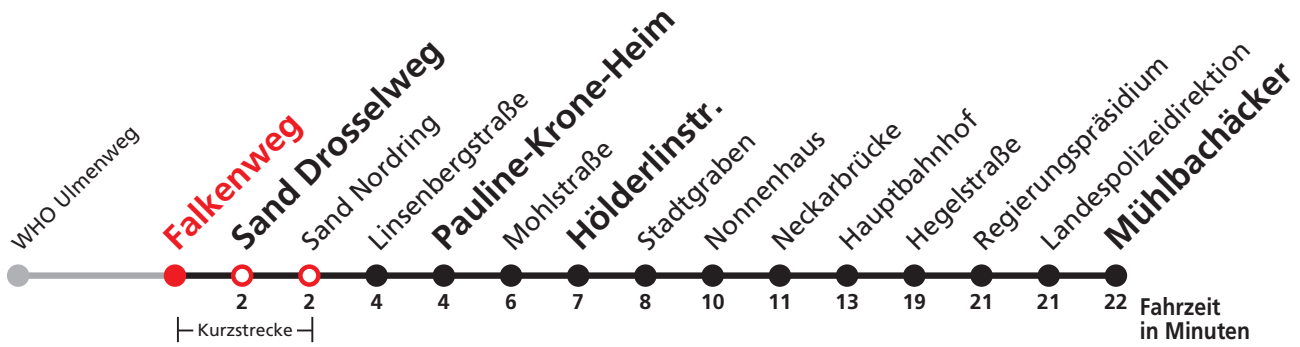 WHO Ulmenweg
Falkenweg
Sand Drosselweg
Sand Nordring
Linsenbergstraße
Pauline-Krone-Heim
Mohlstraße
Hölderlinstr.
Stadtgraben
Nonnenhaus
Neckarbrücke
Hauptbahnhof
Hegelstraße
Regierungspräsidium
Landespolizeidirektion
Mühlbachäcker
2 2 4 4 6 7 8 10 11 13 19 21 21 22
Fahrzeit
in Minuten
Kurzstrecke